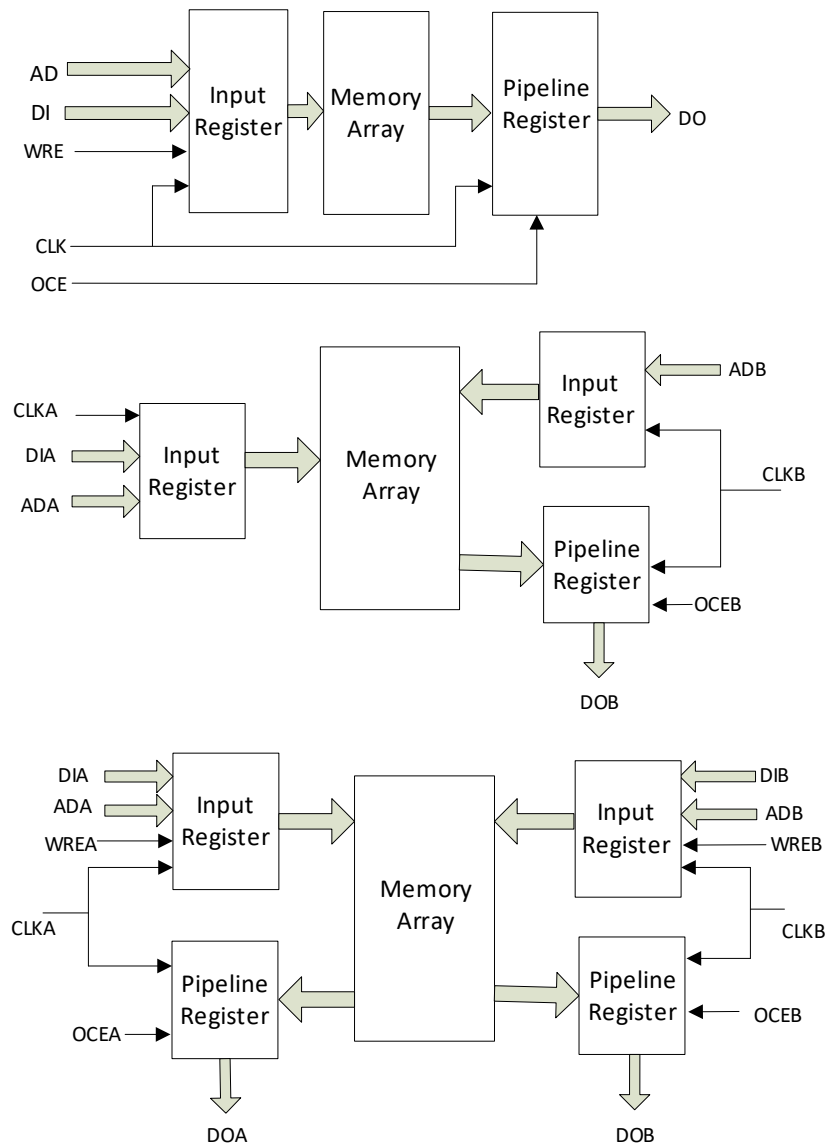 AD
DI
WRE
CLK
OCE
Input
Register
Memory
Array
Pipeline
Register
DO
CLKA
DIA
ADA
Input
Register
Memory
Array
Input
Register
ADB
CLKB
Pipeline
Register
OCEB
DOB
DIA
ADA
WREA
CLKA
OCEA
Input
Register
Pipeline
Register
DOA
Memory
Array
Input
Register
Pipeline
Register
DOB
DIB
ADB
WREB
CLKB
OCEB